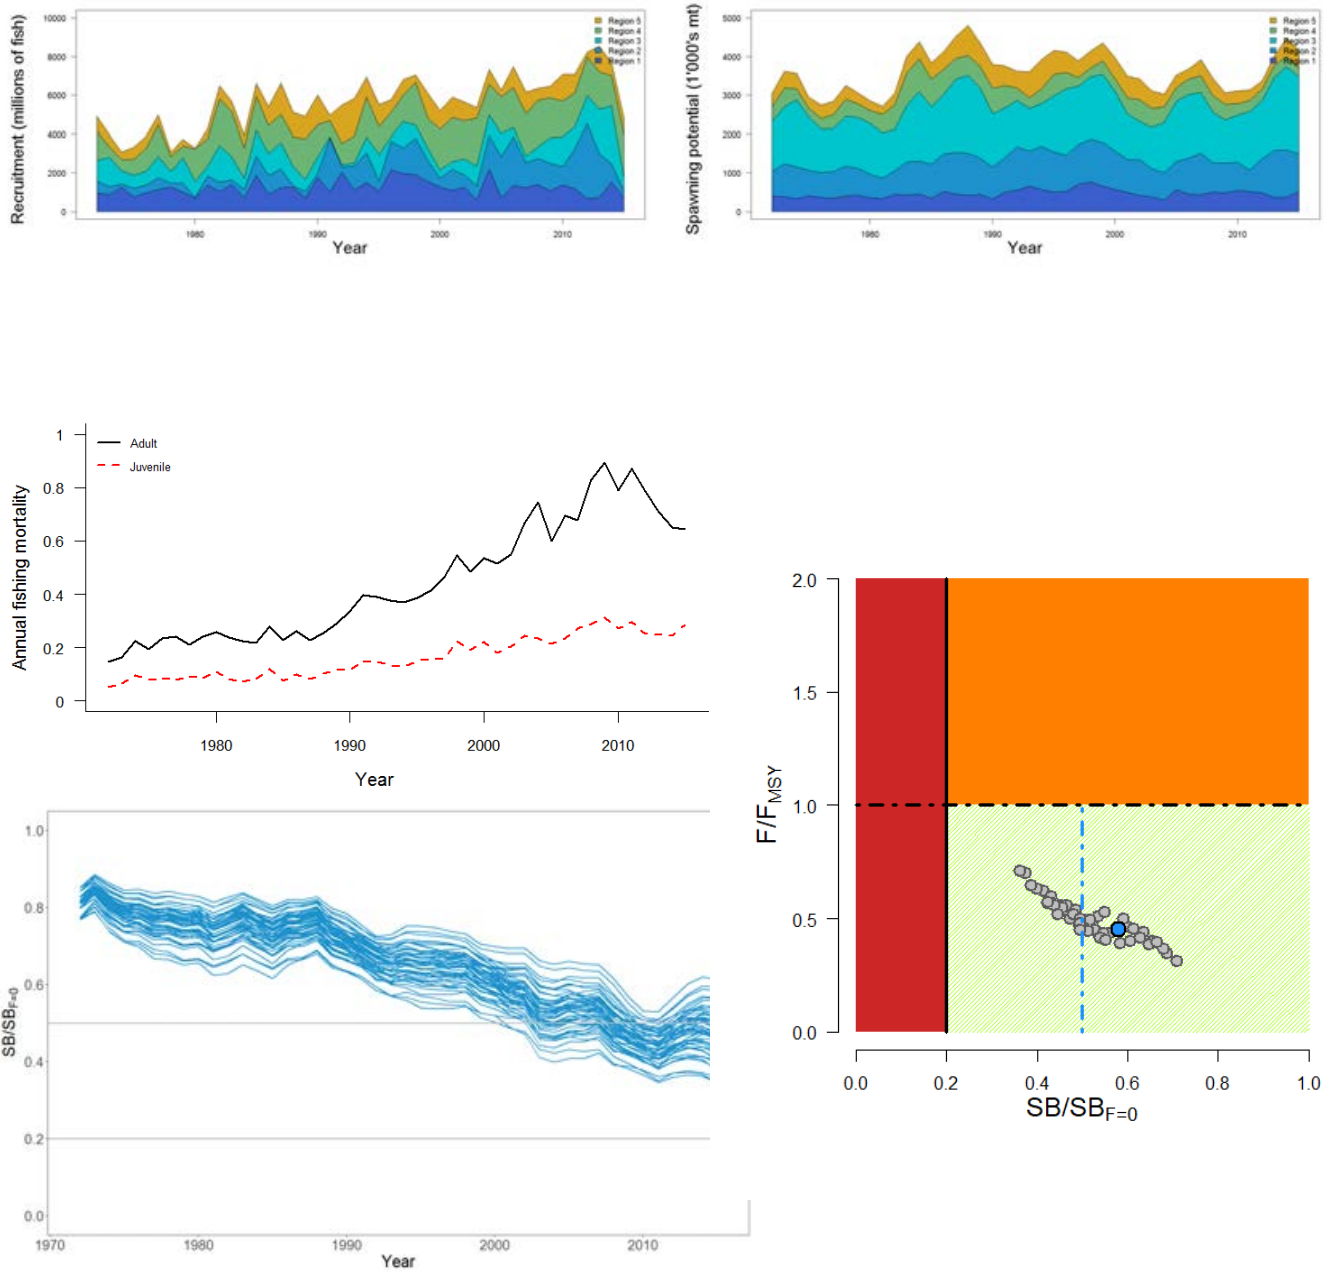 Recruitment (millions of fish)
10000
8000
6000
4000
2000
0
Region 5
Region 4
Region 3
Region 2
Region 1
1980
1990
2000
2010
Year
Spawning potential (1'000's mt)
5000
4000
3000
2000
1000
0
Region 5
Region 4
Region 3
Region 2
Region 1
1980
1990
2000
2010
Year
Annual fishing mortality
1
0.8
0.6
0.4
0.2
0
Adult
Juvenile
1980
1990
2000
2010
Year
SB/SBF=0
1.0
0.8
0.6
0.4
0.2
0.0
1970
1980
1990
2000
2010
Year
F/FMSY
2.0
1.5
1.0
0.5
0.0
0.0
0.2
0.4
0.6
0.8
1.0
SB/SBF=0